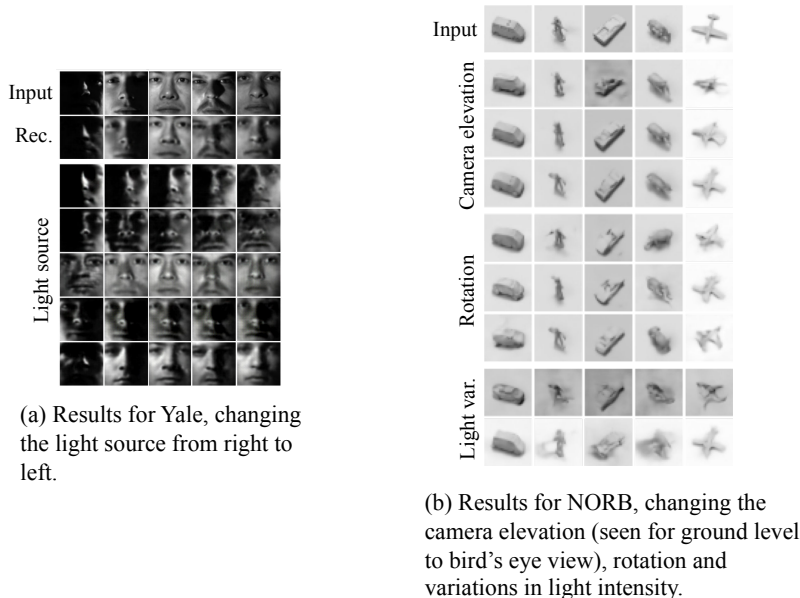 Input
Rec.
Light source
(a) Results for Yale, changing
the light source from right to
left.
Input
Camera elevation
Rotation
Light var.
(b) Results for NORB, changing the
camera elevation (seen for ground level
to bird's eye view), rotation and
variations in light intensity.